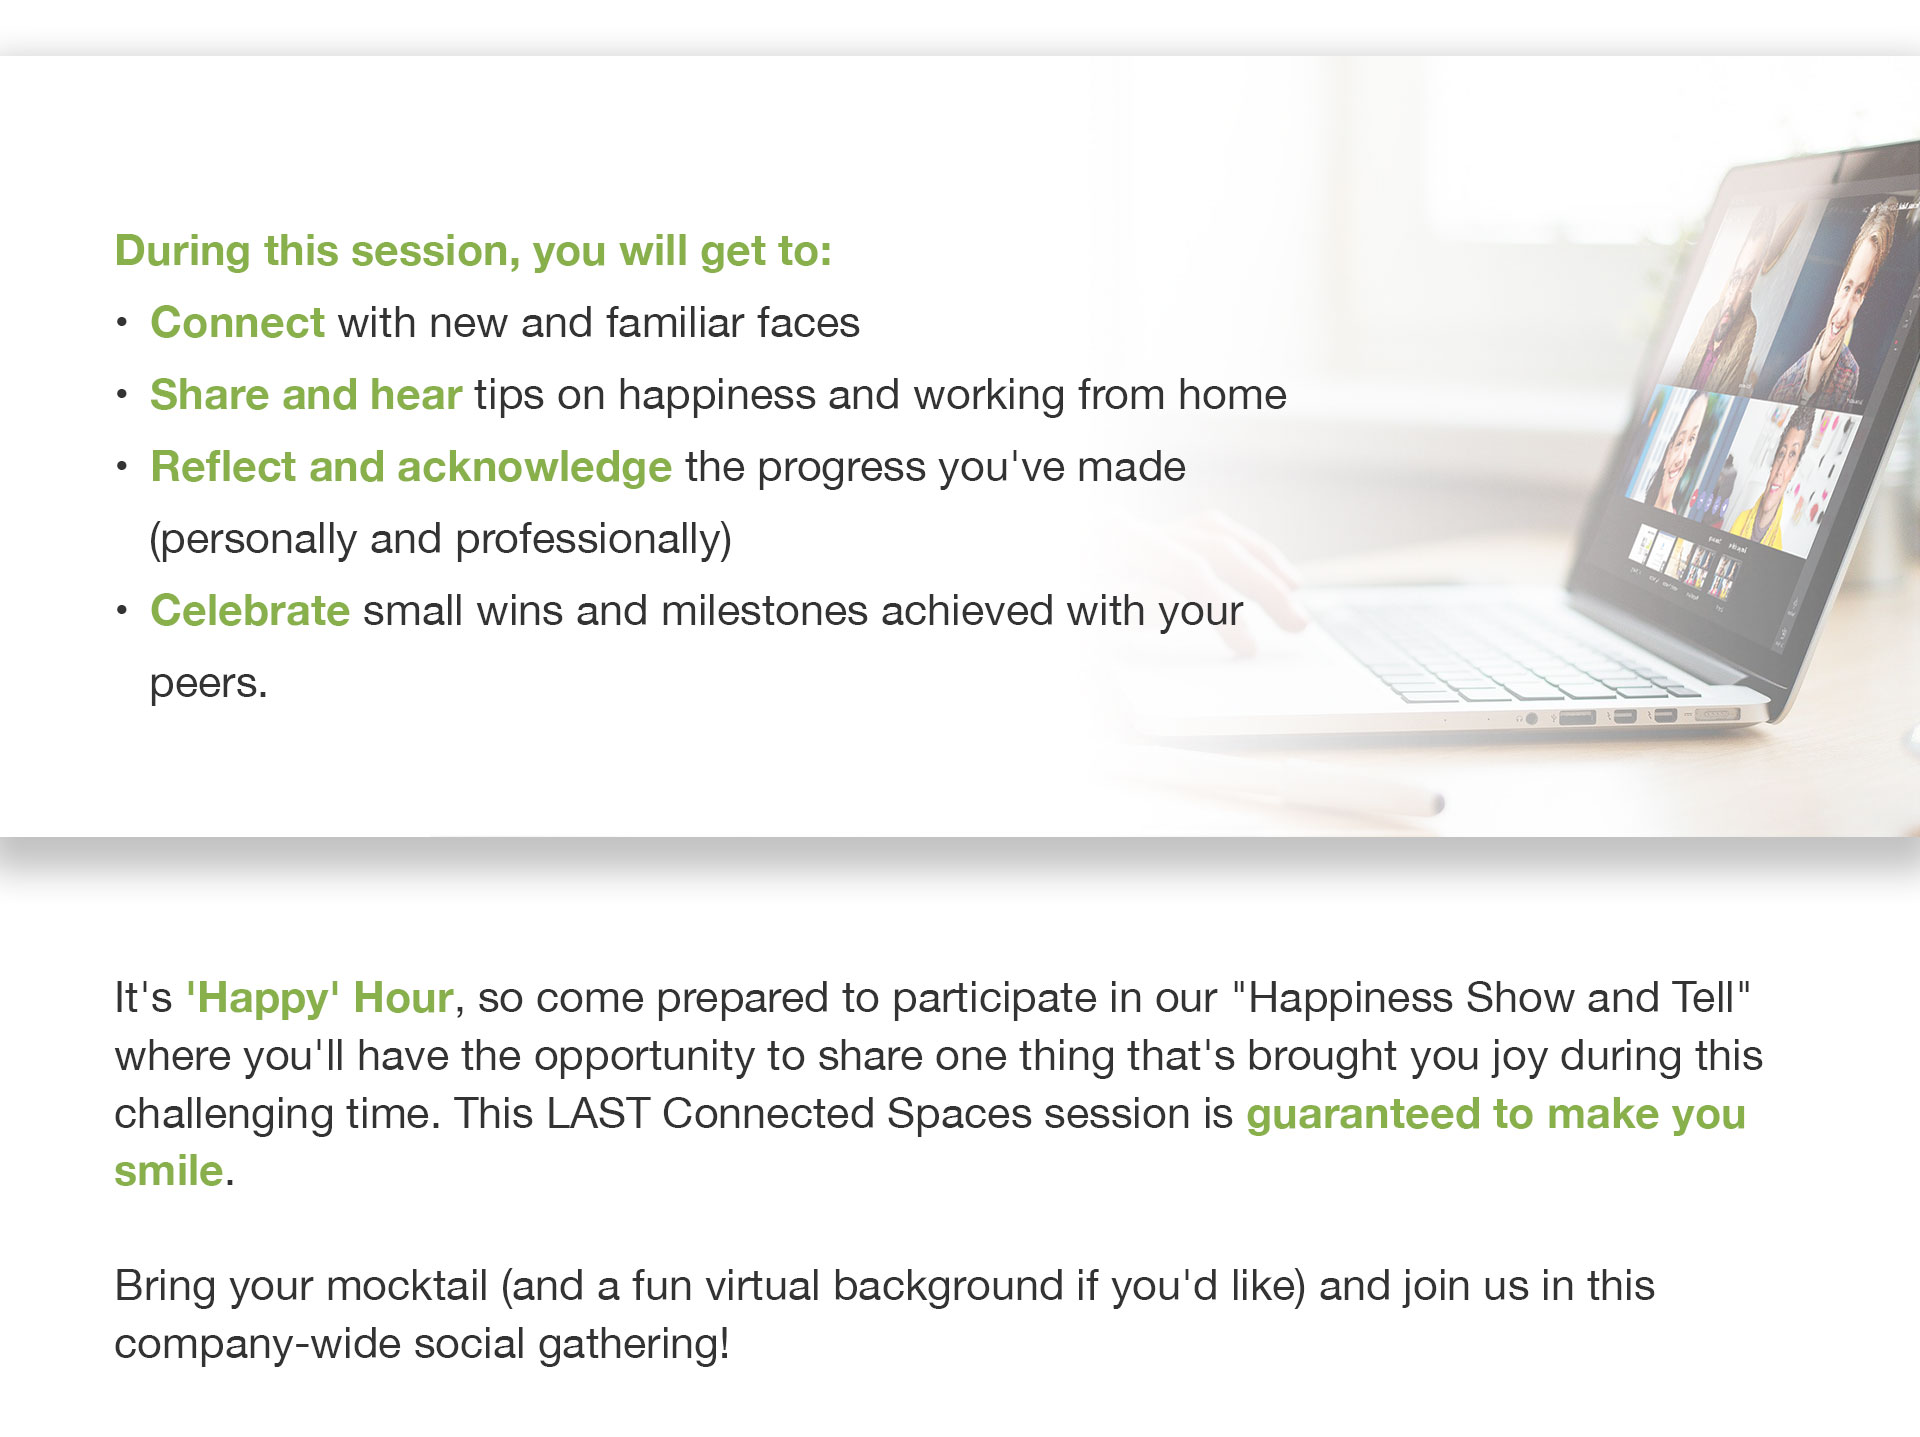 During this session, you will get to:
• Connect with new and familiar faces
• Share and hear tips on happiness and working from home
• Reflect and acknowledge the progress you've made
(personally and professionally)
• Celebrate small wins and milestones achieved with your
peers.
It's 'Happy' Hour, so come prepared to participate in our "Happiness Show and Tell"
where you'll have the opportunity to share one thing that's brought you joy during this
challenging time. This LAST Connected Spaces session is guaranteed to make you
smile.
Bring your mocktail (and a fun virtual background if you'd like) and join us in this
company-wide social gathering!